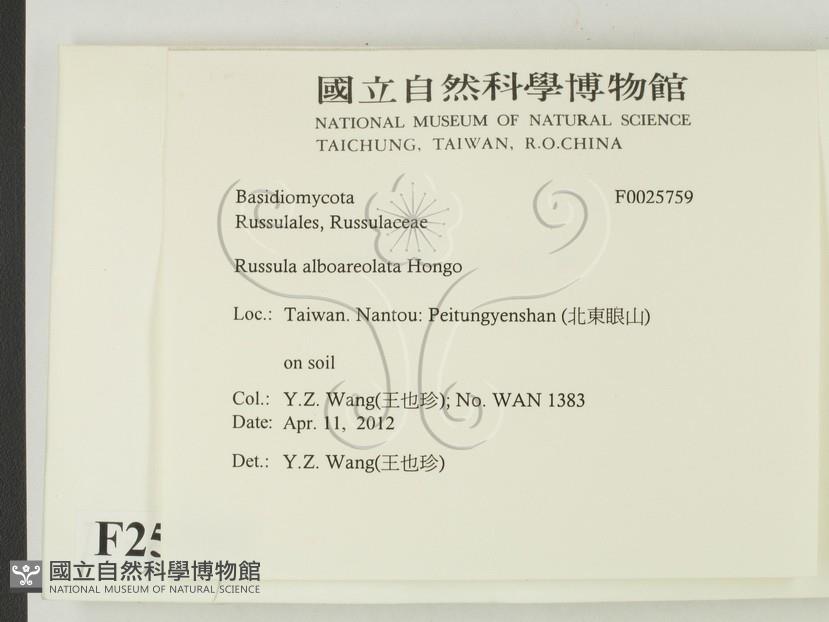 國立自然科學博物館
NATIONAL MUSEUM OF NATURAL SCIENCE
TAICHUNG, TAIWAN, R.O.CHINA
Basidiomycota F0025759
Russulales, Russulaceae
Russula alboareolata Hongo
Loc.: Taiwan. Nantou: Peitungyenshan (北東眼山)
on soil
Col.: Y.Z. Wang(王也珍); No. WAN 1383
Date: Apr. 11, 2012
Det.: Y.Z. Wang(王也珍)
F25
國立自然科學博物館
NATIONAL MUSEUM OF NATURAL SCIENCE